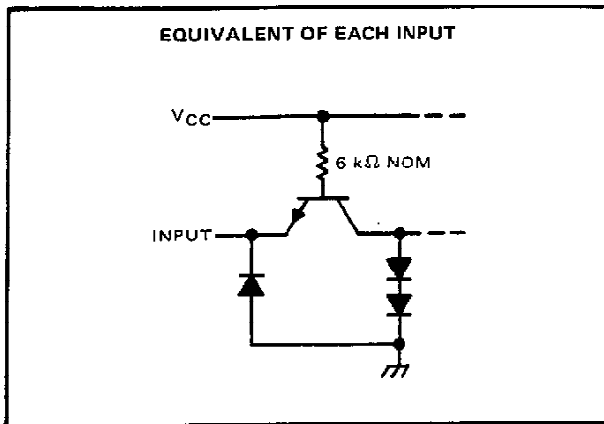 EQUIVALENT OF EACH INPUT
VCC
6 kΩ NOM
INPUT